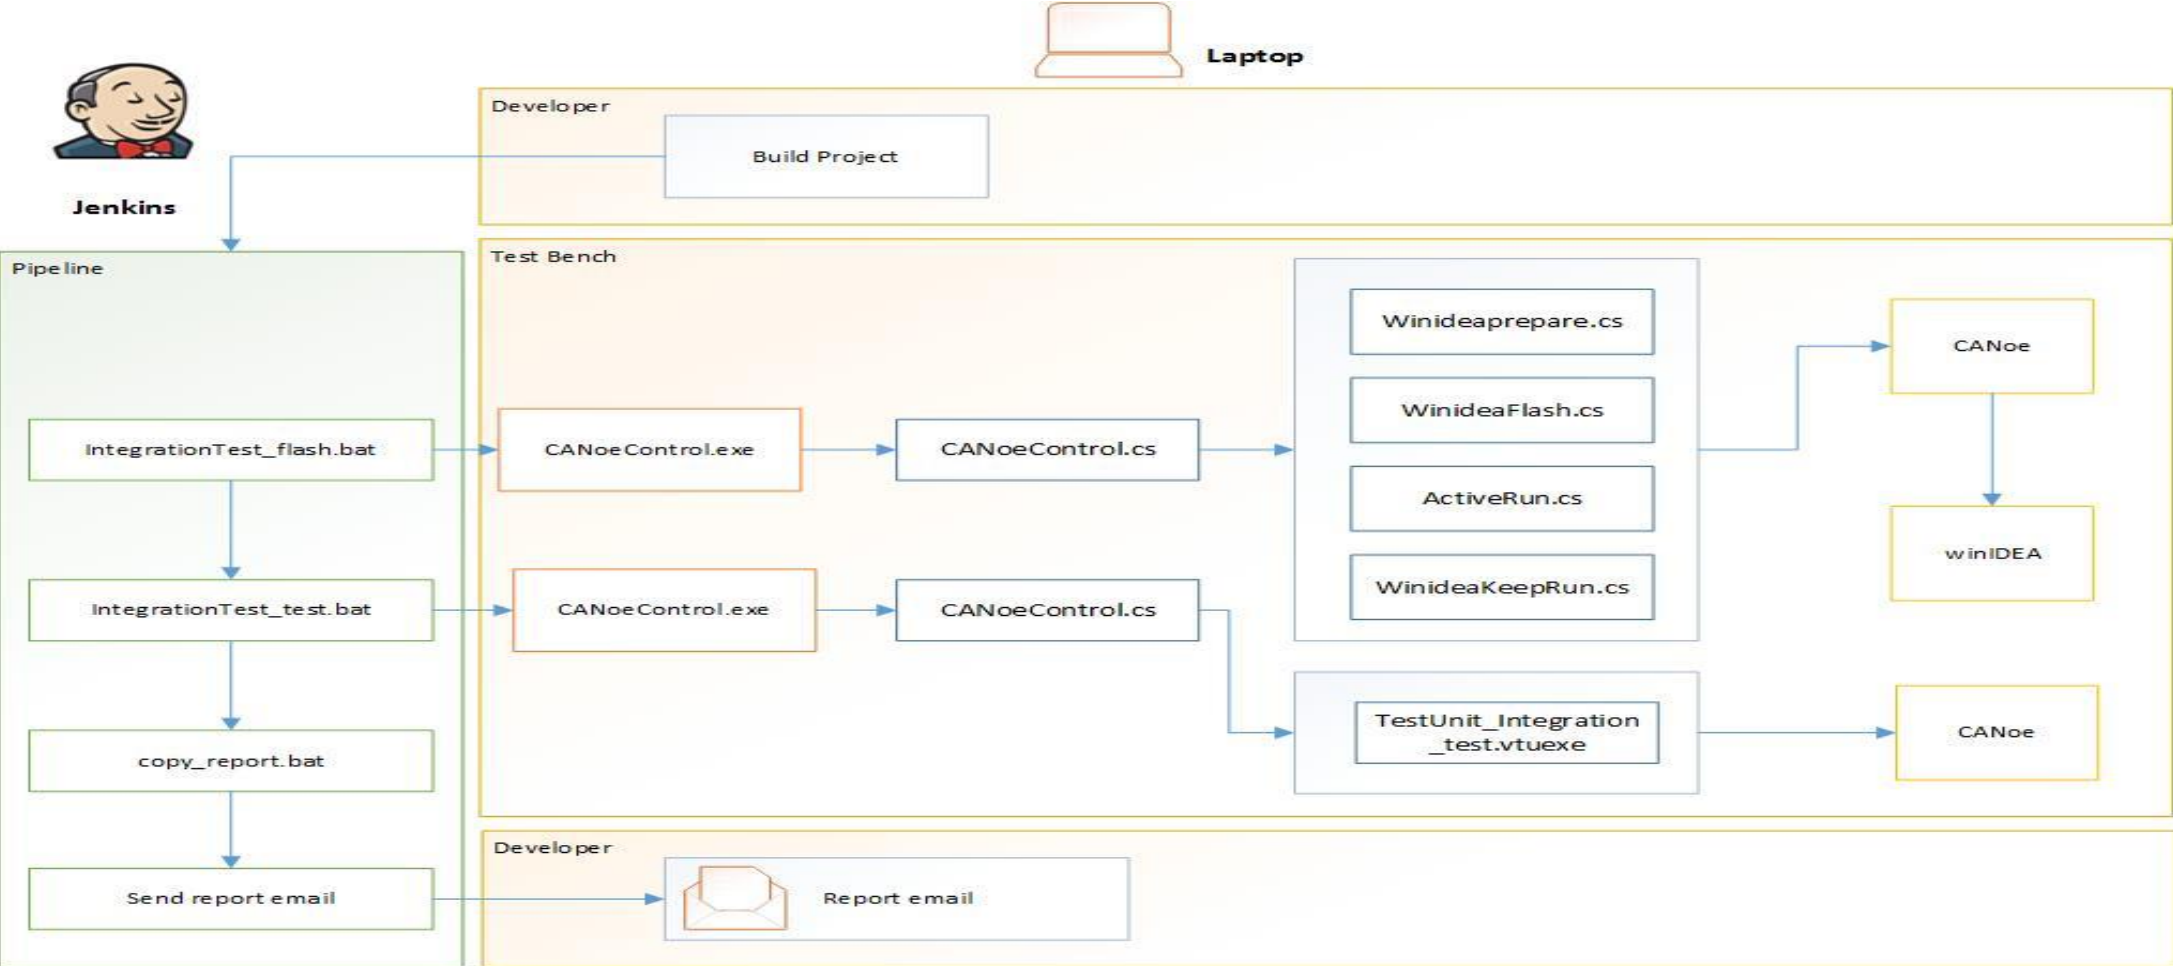 Laptop
Jenkins
Developer
Build Project
Pipeline
IntegrationTest_flash.bat
IntegrationTest_test.bat
copy_report.bat
Send report email
Test Bench
CANoeControl.exe
CANoeControl.cs
Winideaprepare.cs
WinideaFlash.cs
ActiveRun.cs
WinideaKeepRun.cs
CANoe
winIDEA
CANoeControl.exe
CANoeControl.cs
TestUnit_Integration
_test.vtuexe
CANoe
Developer
Report email